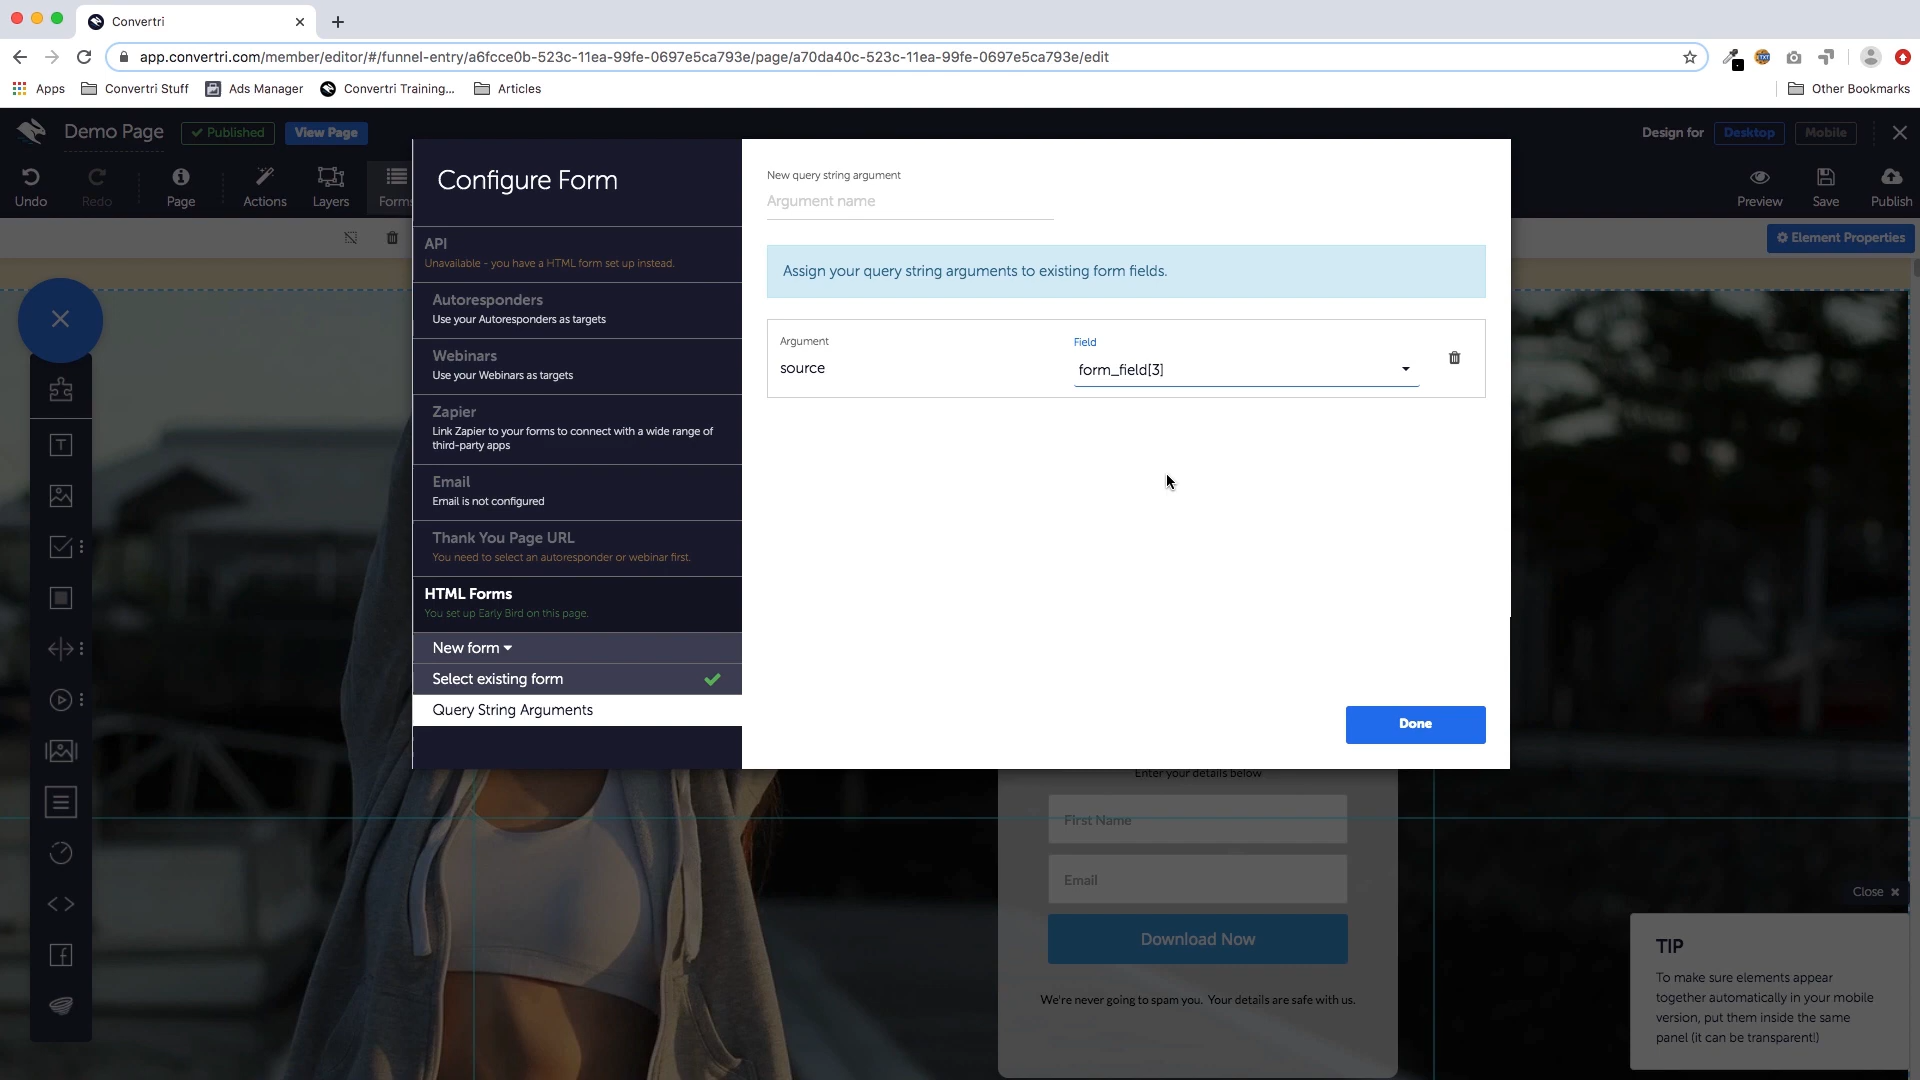 Convertri
app.convertri.com/member/editor/#/funnel-entry/a6fcce0b-523c-11ea-99fe-0697e5ca793e/page/a70da40c-523c-11ea-99fe-0697e5ca793e/edit
Apps
Convertri Stuff
Ads Manager
Convertri Training...
Articles
Other Bookmarks
Demo Page
Published
View Page
Design for
Desktop
Mobile
Undo
Redo
Page
Actions
Layers
Forms
Preview
Save
Publish
Element Properties
Configure Form
API
Unavailable - you have a HTML form set up instead.
Autoresponders
Use your Autoresponders as targets
Webinars
Use your Webinars as targets
Zapier
Link Zapier to your forms to connect with a wide range of
third-party apps
Email
Email is not configured
Thank You Page URL
You need to select an autoresponder or webinar first.
HTML Forms
You set up Early Bird on this page.
New form
Select existing form
Query String Arguments
New query string argument
Argument name
Assign your query string arguments to existing form fields.
Argument
Field
source
form_field[3]
Done
Enter your details below
First Name
Email
Download Now
We're never going to spam you. Your details are safe with us.
Close
TIP
To make sure elements appear
together automatically in your mobile
version, put them inside the same
panel (it can be transparent!)